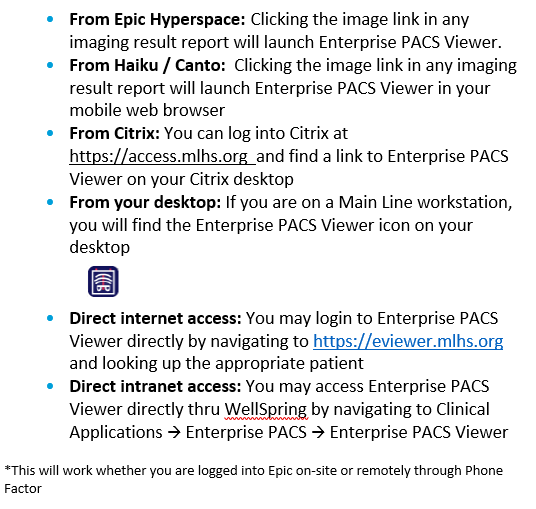 • From Epic Hyperspace: Clicking the image link in any
imaging result report will launch Enterprise PACS Viewer.
• From Haiku / Canto:  Clicking the image link in any imaging
result report will launch Enterprise PACS Viewer in your
mobile web browser
• From Citrix: You can log into Citrix at
https://access.mlhs.org and find a link to Enterprise PACS
Viewer on your Citrix desktop
• From your desktop: If you are on a Main Line workstation,
you will find the Enterprise PACS Viewer icon on your
desktop
• Direct internet access: You may login to Enterprise PACS
Viewer directly by navigating to https://eviewer.mlhs.org
and looking up the appropriate patient
• Direct intranet access: You may access Enterprise PACS
Viewer directly thru WellSpring by navigating to Clinical
Applications → Enterprise PACS → Enterprise PACS Viewer
*This will work whether you are logged into Epic on-site or remotely through Phone
Factor